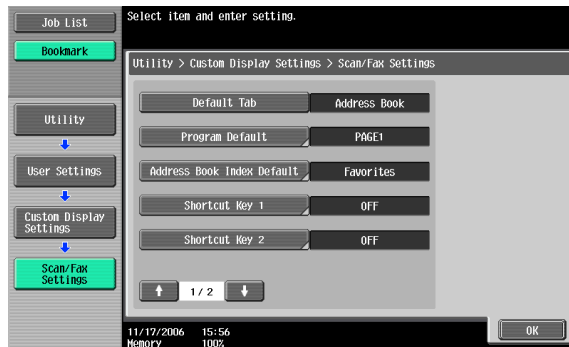 Job List
Bookmark
Utility
User Settings
Custom Display
Settings
Scan/Fax
Settings
Select item and enter setting.
Utility > Custom Display Settings > Scan/Fax Settings
Default Tab Address Book
Program Default PAGE1
Address Book Index Default Favorites
Shortcut Key 1 OFF
Shortcut Key 2 OFF
1/ 2
OK
11/17/2006 15:56
Memory 100%